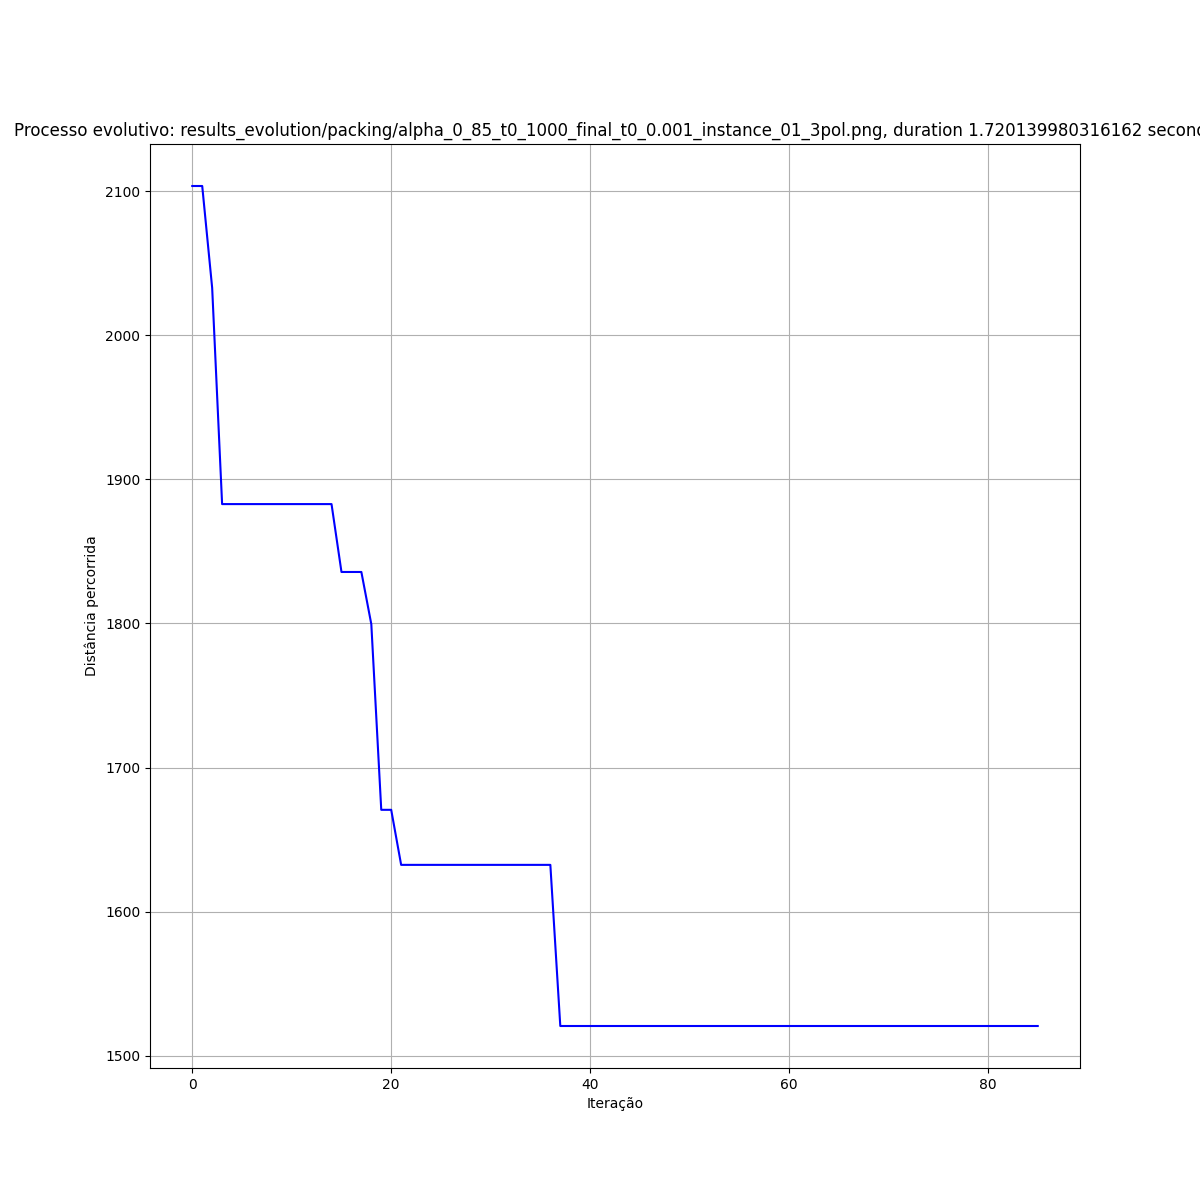 Processo evolutivo: results_evolution/packing/alpha_0_85_t0_1000_final_t0_0.001_instance_01_3pol.png, duration 1.720139980316162
2100
2000
1900
1800
1700
1600
1500
Distância percorrida
0 20 40 60 80
Iteração